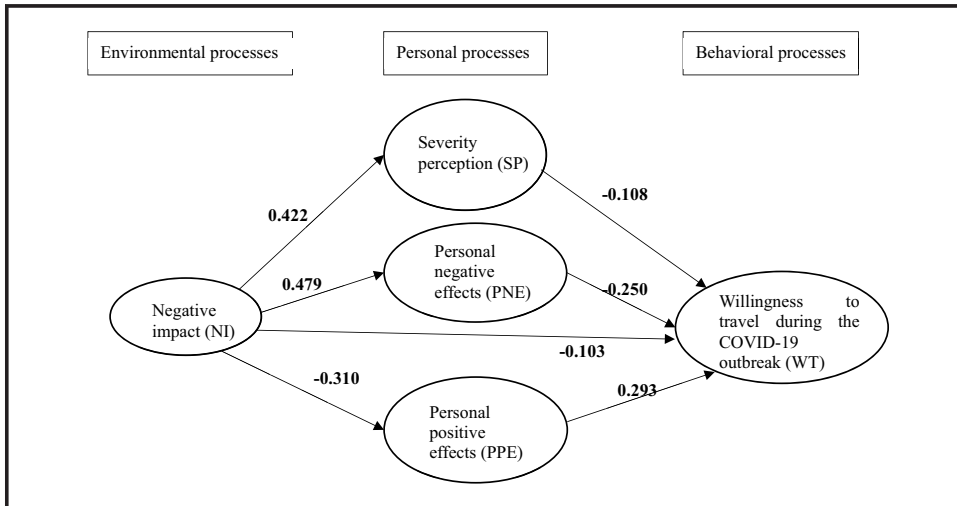 Environmental processes
Personal processes
Behavioral processes
Severity
perception (SP)
-0.108
0.422
Personal
negative
effects (PNE)
0.479
-0.250
Negative
impact (NI)
Willingness to
travel during the
COVID-19
outbreak (WT)
-0.103
-0.310
0.293
Personal
positive
effects (PPE)